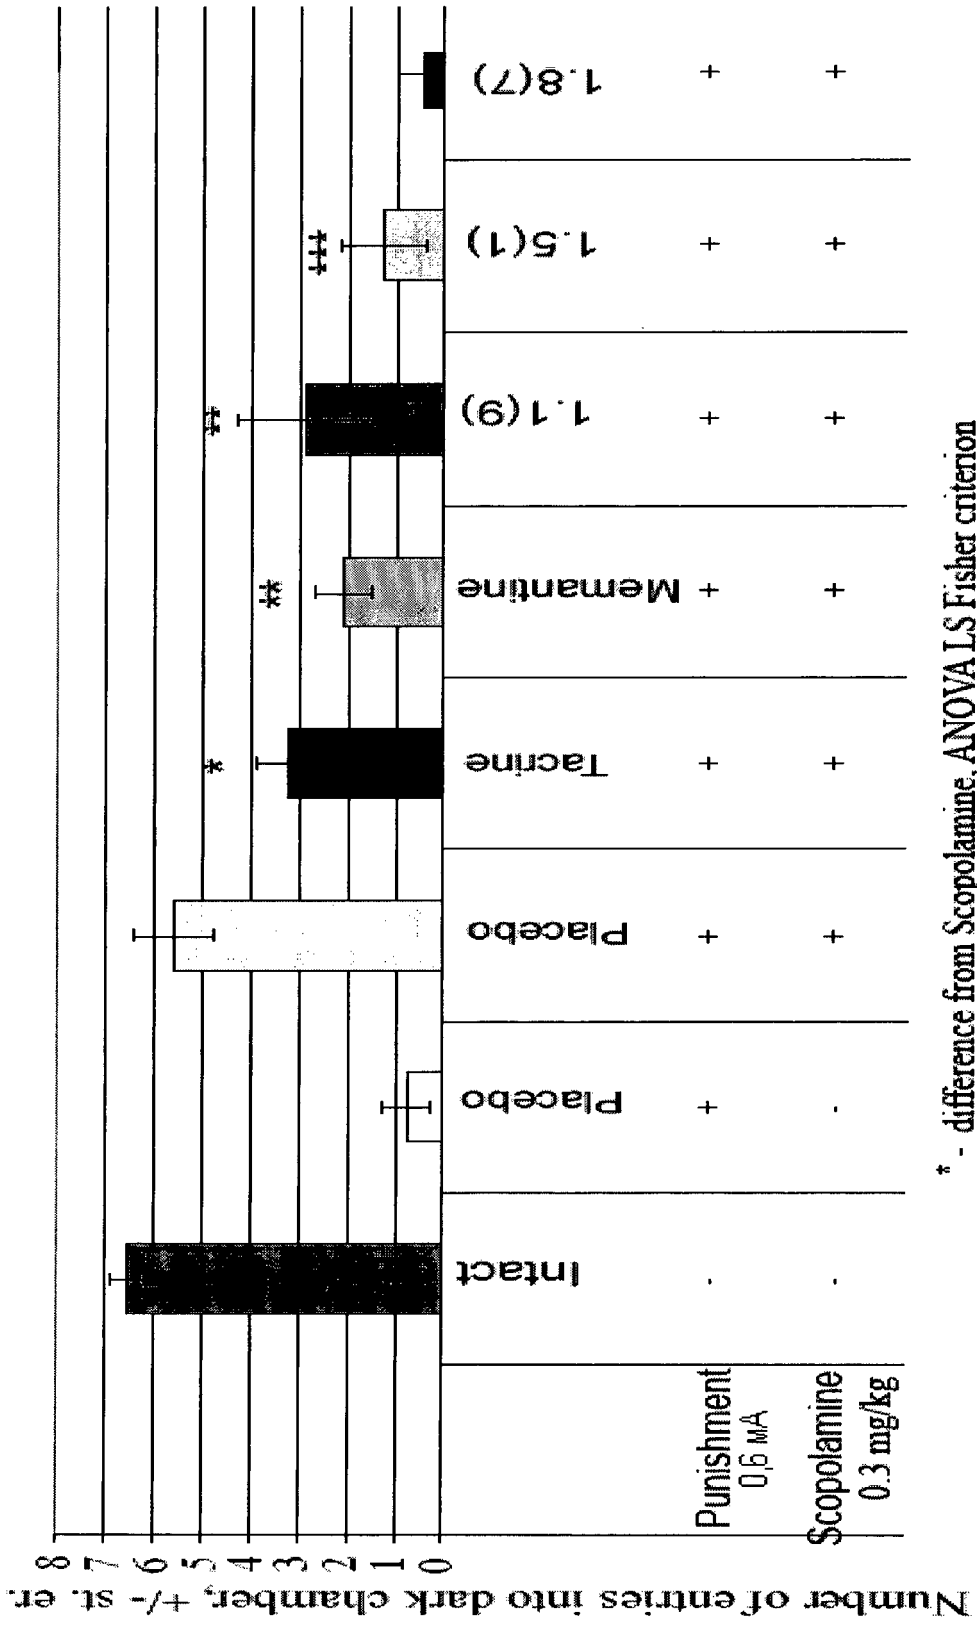 Number of entries into dark chamber, +/- st. er.
8
7
6
5
4
3
2
1
0
* ** ** ***
Intact Placebo Placebo Tacrine Memantine 1.1(9) 1.5(1) 1.8(7)
Punishment - + + + + + + +
0,6 мА
Scopolamine - - + + + + + +
0.3 mg/kg
* - difference from Scopolamine, ANOVA LS Fisher criterion